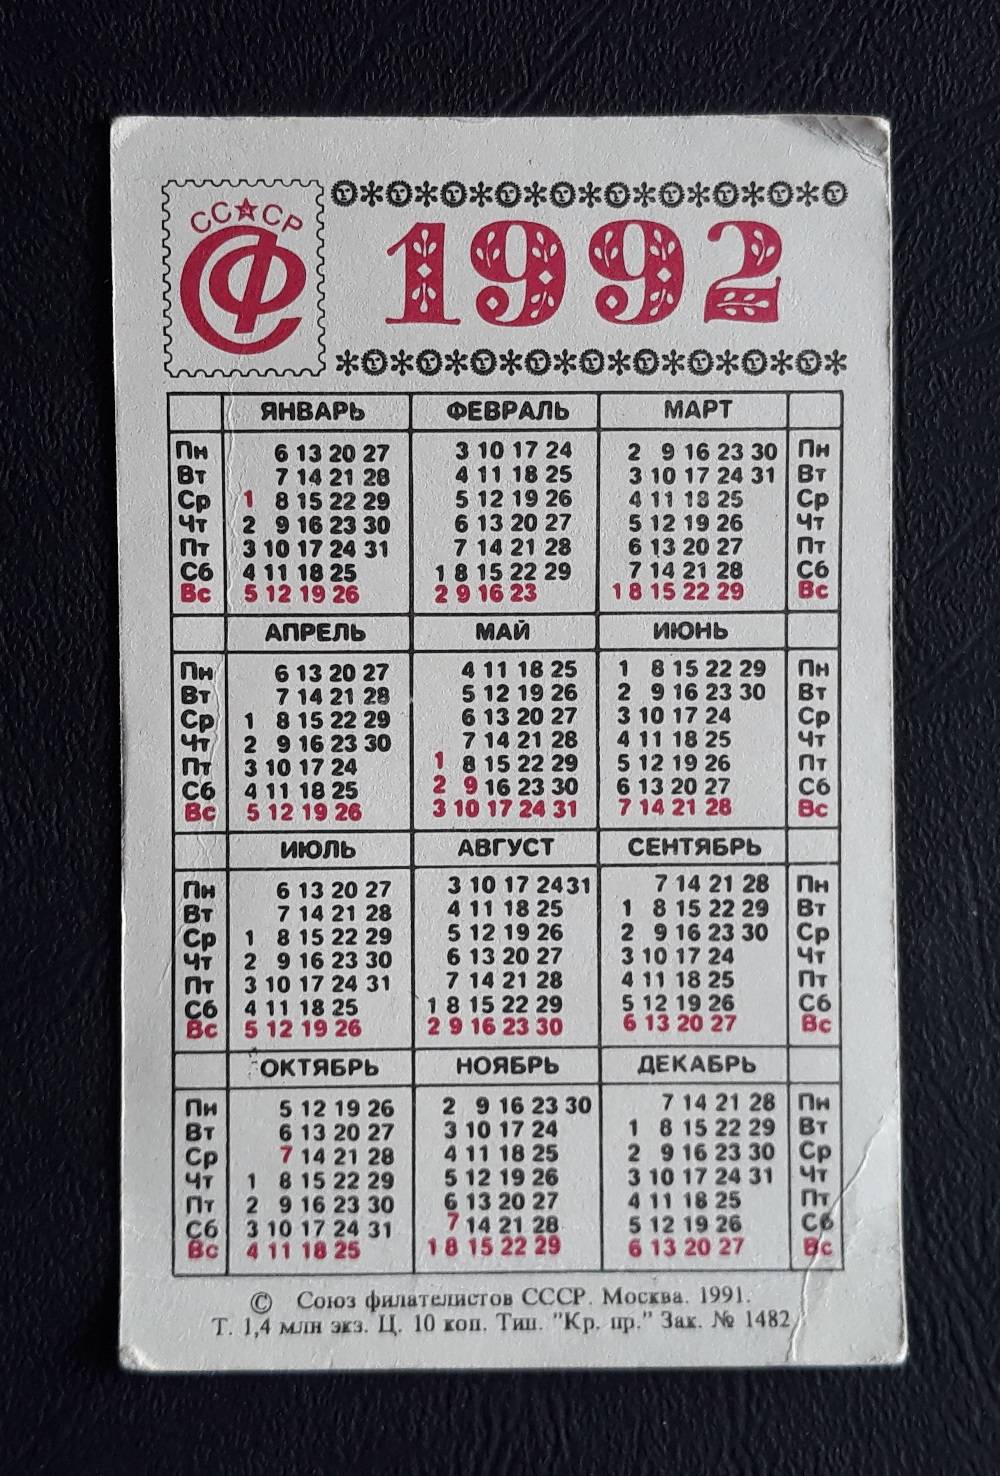 СССР
СФ
1992
ЯНВАРЬ ФЕВРАЛЬ МАРТ
Пн 6 13 20 27 3 10 17 24 2 9 16 23 30 Пн
Вт 7 14 21 28 4 11 18 25 3 10 17 24 31 Вт
Ср 1 8 15 22 29 5 12 19 26 4 11 18 25 Ср
Чт 2 9 16 23 30 6 13 20 27 5 12 19 26 Чт
Пт 3 10 17 24 31 7 14 21 28 6 13 20 27 Пт
Сб 4 11 18 25 1 8 15 22 29 7 14 21 28 Сб
Вс 5 12 19 26 2 9 16 23 1 8 15 22 29 Вс
АПРЕЛЬ МАЙ ИЮНЬ
Пн 6 13 20 27 4 11 18 25 1 8 15 22 29 Пн
Вт 7 14 21 28 5 12 19 26 2 9 16 23 30 Вт
Ср 1 8 15 22 29 6 13 20 27 3 10 17 24 Ср
Чт 2 9 16 23 30 7 14 21 28 4 11 18 25 Чт
Пт 3 10 17 24 1 8 15 22 29 5 12 19 26 Пт
Сб 4 11 18 25 2 9 16 23 30 6 13 20 27 Сб
Вс 5 12 19 26 3 10 17 24 31 7 14 21 28 Вс
ИЮЛЬ АВГУСТ СЕНТЯБРЬ
Пн 6 13 20 27 3 10 17 24 31 7 14 21 28 Пн
Вт 7 14 21 28 4 11 18 25 1 8 15 22 29 Вт
Ср 1 8 15 22 29 5 12 19 26 2 9 16 23 30 Ср
Чт 2 9 16 23 30 6 13 20 27 3 10 17 24 Чт
Пт 3 10 17 24 31 7 14 21 28 4 11 18 25 Пт
Сб 4 11 18 25 1 8 15 22 29 5 12 19 26 Сб
Вс 5 12 19 26 2 9 16 23 30 6 13 20 27 Вс
ОКТЯБРЬ НОЯБРЬ ДЕКАБРЬ
Пн 5 12 19 26 2 9 16 23 30 7 14 21 28 Пн
Вт 6 13 20 27 3 10 17 24 1 8 15 22 29 Вт
Ср 7 14 21 28 4 11 18 25 2 9 16 23 30 Ср
Чт 1 8 15 22 29 5 12 19 26 3 10 17 24 31 Чт
Пт 2 9 16 23 30 6 13 20 27 4 11 18 25 Пт
Сб 3 10 17 24 31 7 14 21 28 5 12 19 26 Сб
Вс 4 11 18 25 1 8 15 22 29 6 13 20 27 Вс
© Союз филателистов СССР. Москва. 1991.
Т. 1,4 млн экз. Ц. 10 коп. Тип. "Кр. пр." Зак. № 1482